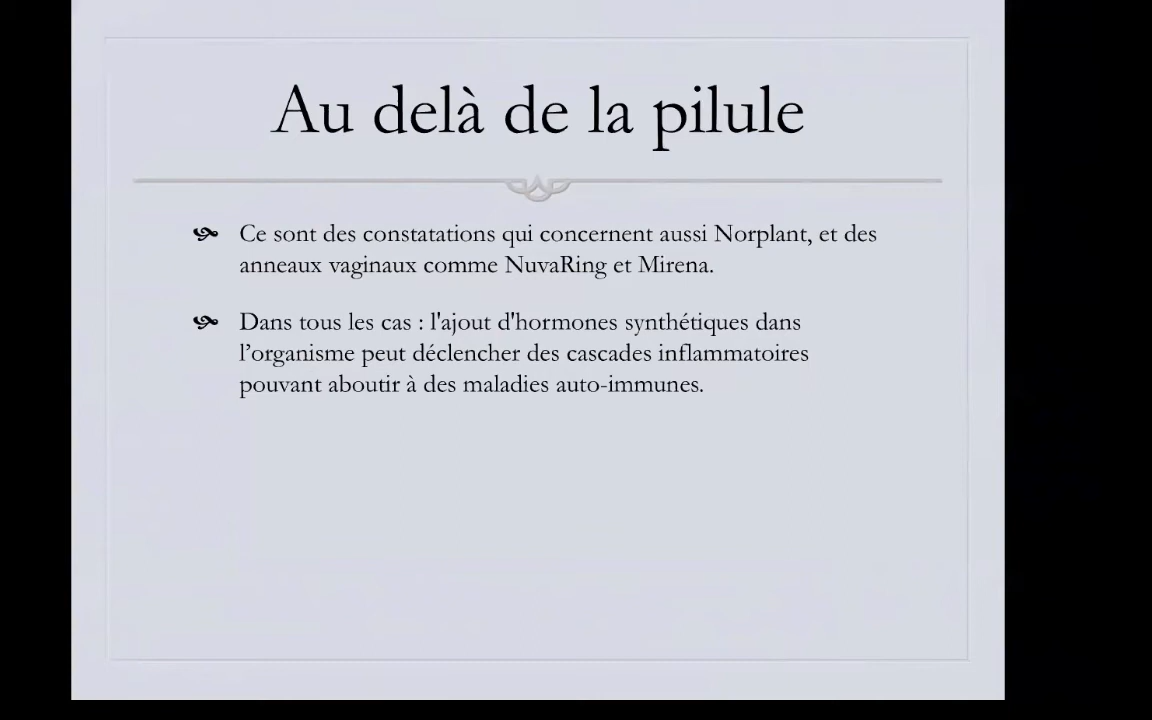 Au delà de la pilule
Ce sont des constatations qui concernent aussi Norplant, et des
anneaux vaginaux comme NuvaRing et Mirena.
Dans tous les cas : l'ajout d'hormones synthétiques dans
l’organisme peut déclencher des cascades inflammatoires
pouvant aboutir à des maladies auto-immunes.